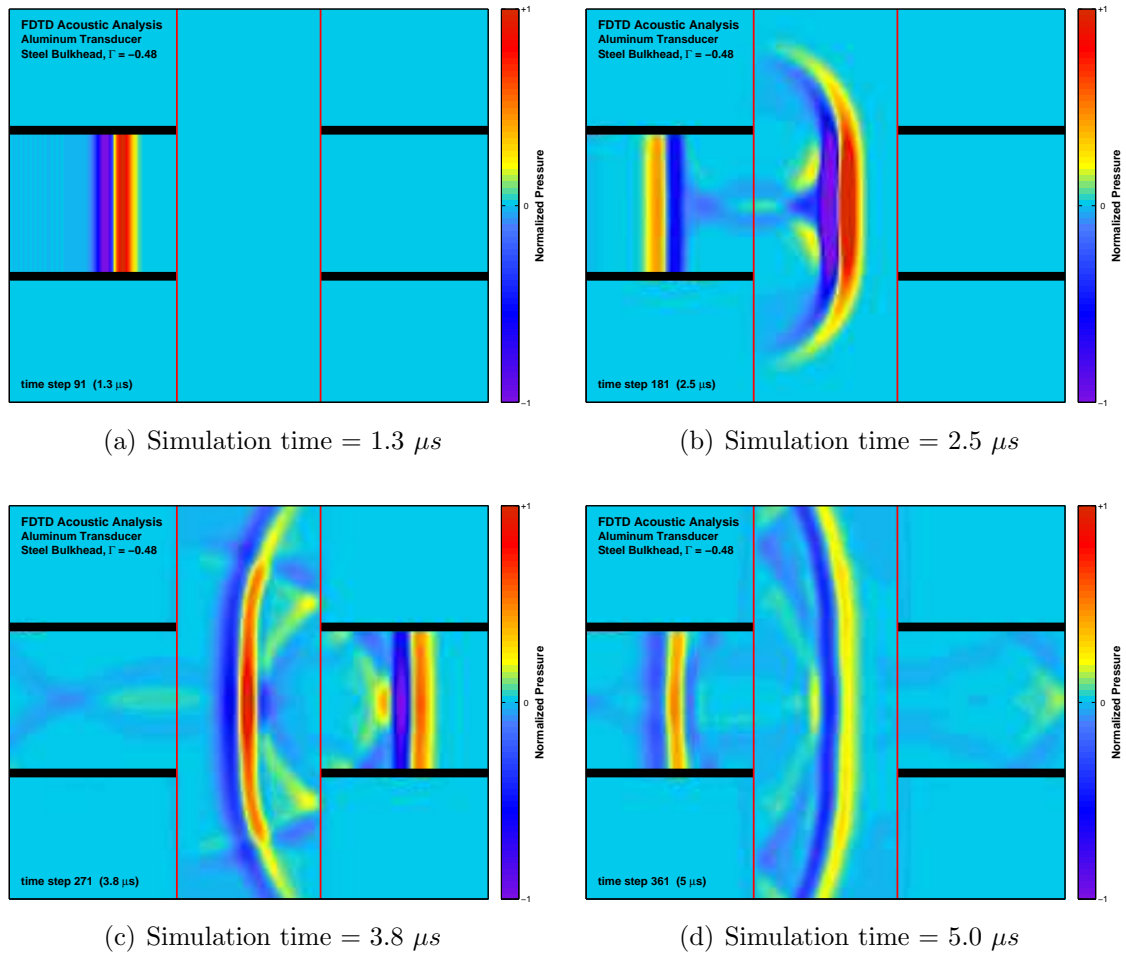 FDTD Acoustic Analysis
Aluminum Transducer
Steel Bulkhead, Γ = −0.48
time step 91 (1.3 μs)
+1
0
−1
Normalized Pressure
(a) Simulation time = 1.3 μs
FDTD Acoustic Analysis
Aluminum Transducer
Steel Bulkhead, Γ = −0.48
time step 181 (2.5 μs)
+1
0
−1
Normalized Pressure
(b) Simulation time = 2.5 μs
FDTD Acoustic Analysis
Aluminum Transducer
Steel Bulkhead, Γ = −0.48
time step 271 (3.8 μs)
+1
0
−1
Normalized Pressure
(c) Simulation time = 3.8 μs
FDTD Acoustic Analysis
Aluminum Transducer
Steel Bulkhead, Γ = −0.48
time step 361 (5 μs)
+1
0
−1
Normalized Pressure
(d) Simulation time = 5.0 μs